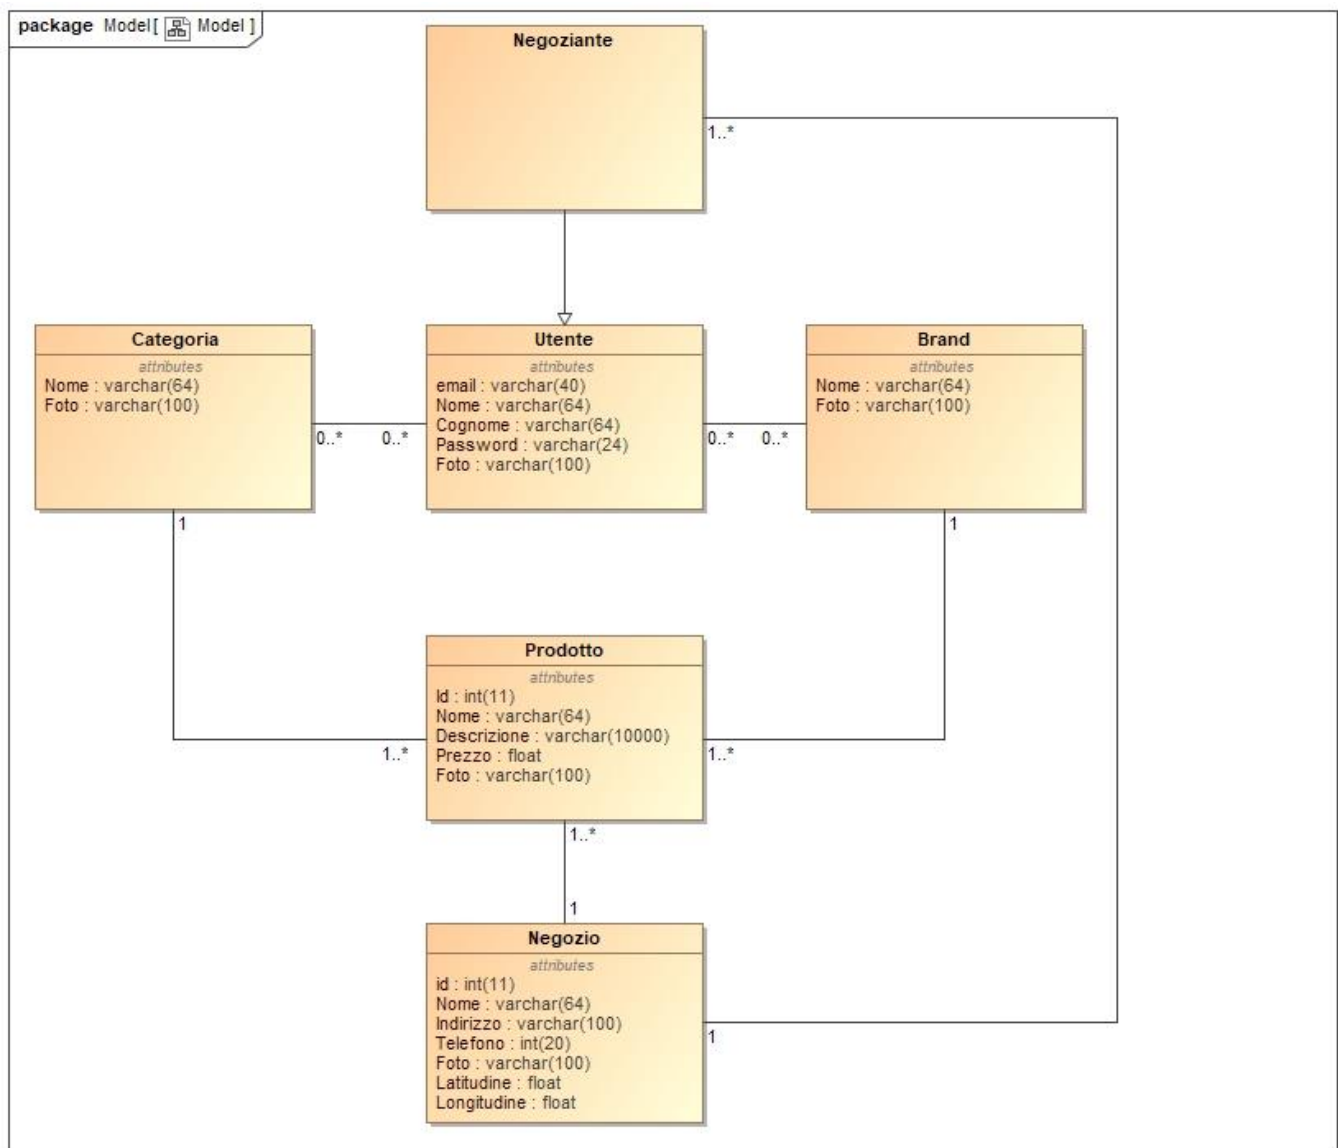 package Model[ Model ]
Negoziante
1..*
Categoria
attributes
Nome : varchar(64)
Foto : varchar(100)
Utente
attributes
email : varchar(40)
Nome : varchar(64)
Cognome : varchar(64)
Password : varchar(24)
Foto : varchar(100)
Brand
attributes
Nome : varchar(64)
Foto : varchar(100)
0..* 0..*
0..* 0..*
1
1
Prodotto
attributes
Id : int(11)
Nome : varchar(64)
Descrizione : varchar(10000)
Prezzo : float
Foto : varchar(100)
1..*
1..*
1..*
1
Negozio
attributes
id : int(11)
Nome : varchar(64)
Indirizzo : varchar(100)
Telefono : int(20)
Foto : varchar(100)
Latitudine : float
Longitudine : float
1